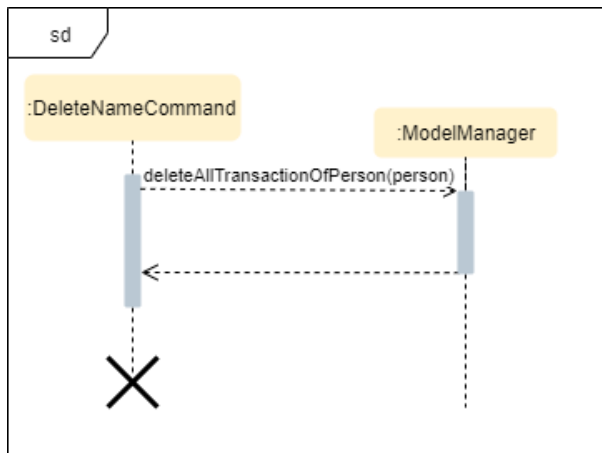 sd
:DeleteNameCommand
:ModelManager
deleteAllTransactionOfPerson(person)